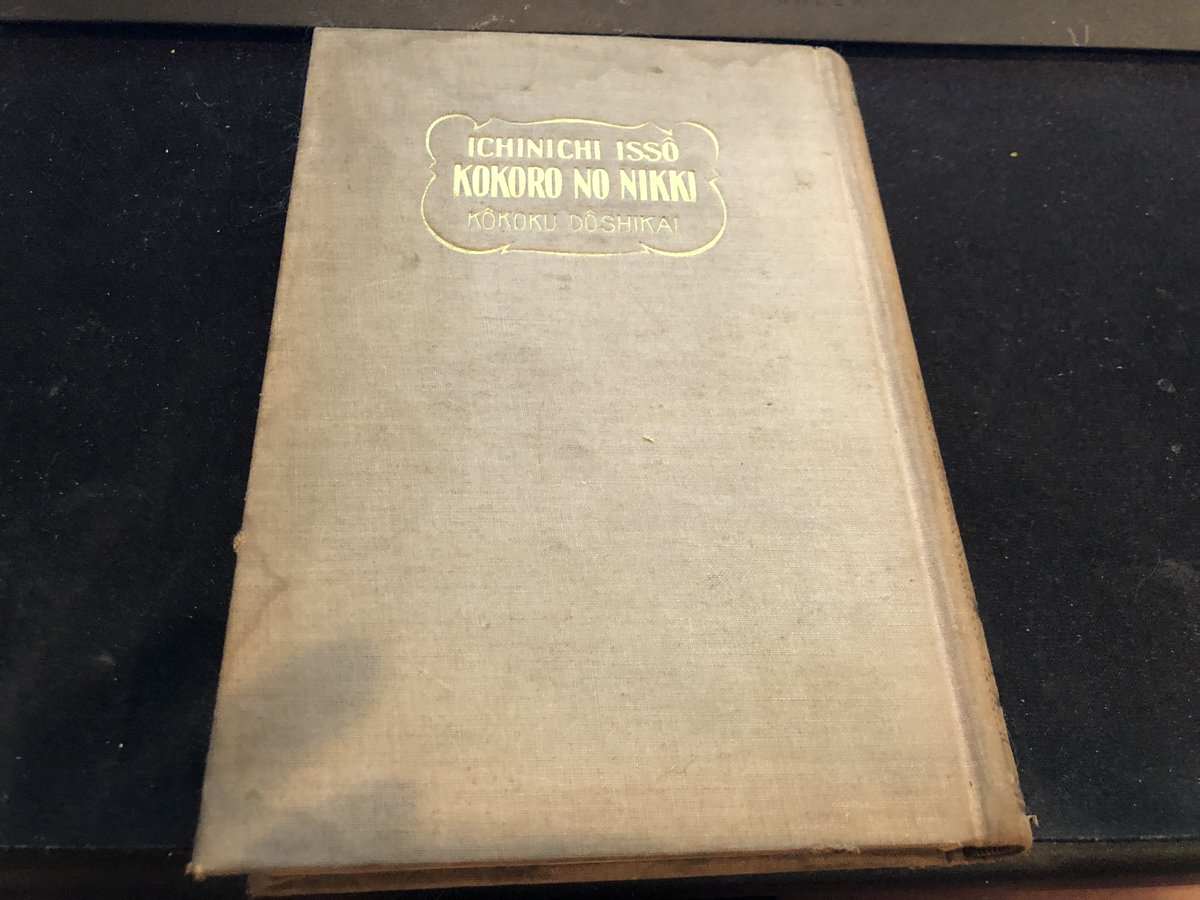 ICHINICHI ISSÔ
KOKORO NO NIKKI
KÔKOKU DÔSHIKAI